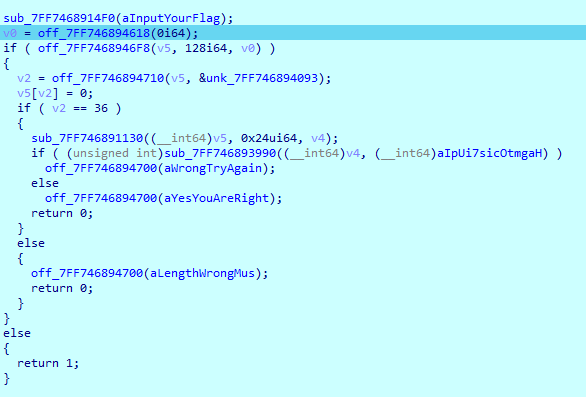 sub_7FF7468914F0(aInputYourFlag);
v0 = off_7FF746894618(0i64);
if ( off_7FF7468946F8(v5, 128i64, v0) )
{
v2 = off_7FF746894710(v5, &unk_7FF746894093);
v5[v2] = 0;
if ( v2 == 36 )
{
sub_7FF746891130((__int64)v5, 0x24ui64, v4);
if ( (unsigned int)sub_7FF746893990((__int64)v4, (__int64)aIpUi7sicOtmgaH) )
off_7FF746894700(aWrongTryAgain);
else
off_7FF746894700(aYesYouAreRight);
return 0;
}
else
{
off_7FF746894700(aLengthWrongMus);
return 0;
}
}
else
{
return 1;
}